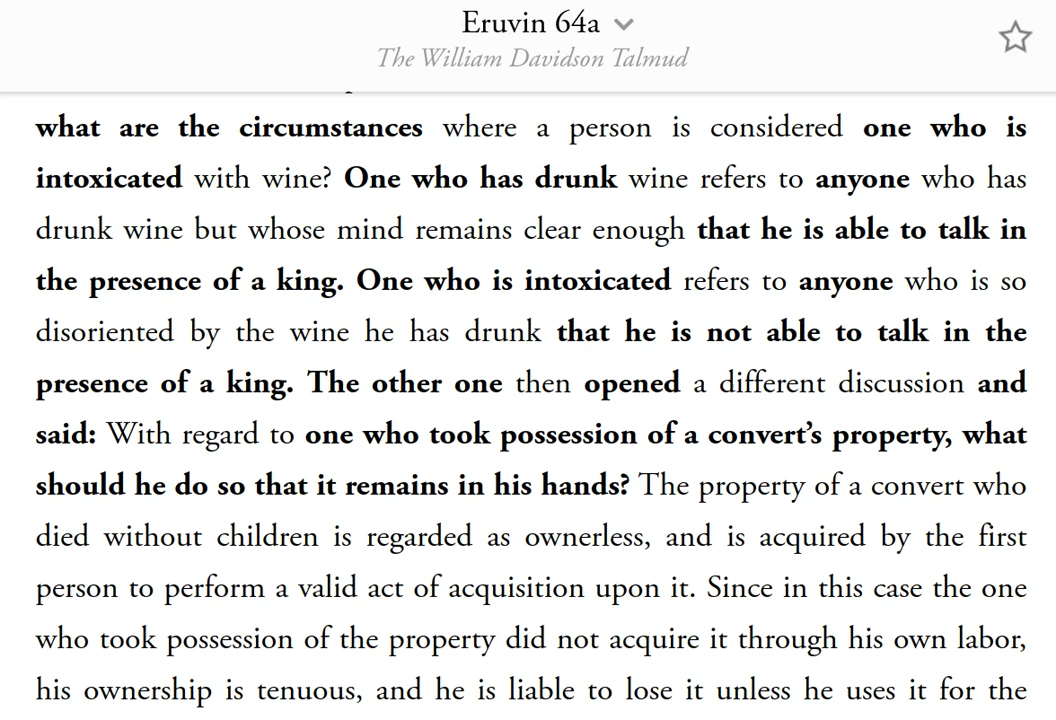 Eruvin 64a
The William Davidson Talmud
what are the circumstances where a person is considered one who is
intoxicated with wine? One who has drunk wine refers to anyone who has
drunk wine but whose mind remains clear enough that he is able to talk in
the presence of a king. One who is intoxicated refers to anyone who is so
disoriented by the wine he has drunk that he is not able to talk in the
presence of a king. The other one then opened a different discussion and
said: With regard to one who took possession of a convert’s property, what
should he do so that it remains in his hands? The property of a convert who
died without children is regarded as ownerless, and is acquired by the first
person to perform a valid act of acquisition upon it. Since in this case the one
who took possession of the property did not acquire it through his own labor,
his ownership is tenuous, and he is liable to lose it unless he uses it for the